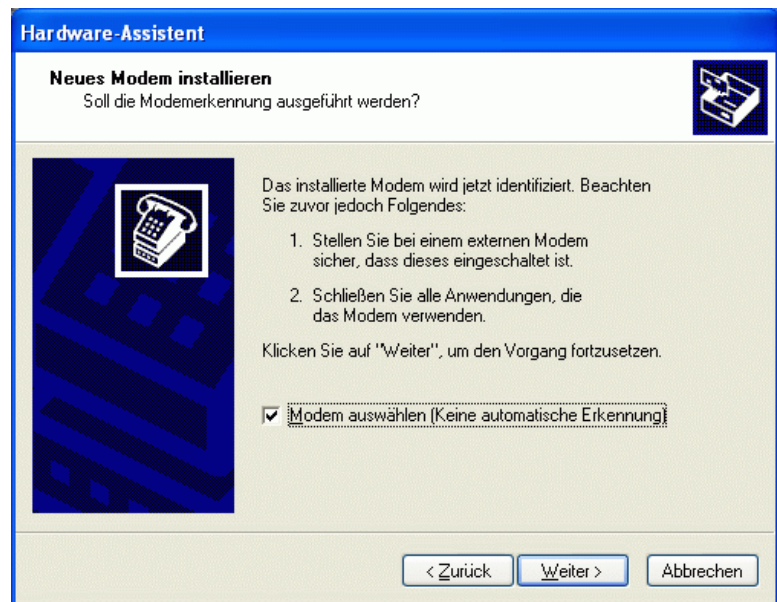 Hardware-Assistent
Neues Modem installieren
Soll die Modemerkennung ausgeführt werden?
Das installierte Modem wird jetzt identifiziert. Beachten
Sie zuvor jedoch Folgendes:
1. Stellen Sie bei einem externen Modem
sicher, dass dieses eingeschaltet ist.
2. Schließen Sie alle Anwendungen, die
das Modem verwenden.
Klicken Sie auf "Weiter", um den Vorgang fortzusetzen.
Modem auswählen (Keine automatische Erkennung)
< Zurück Weiter > Abbrechen